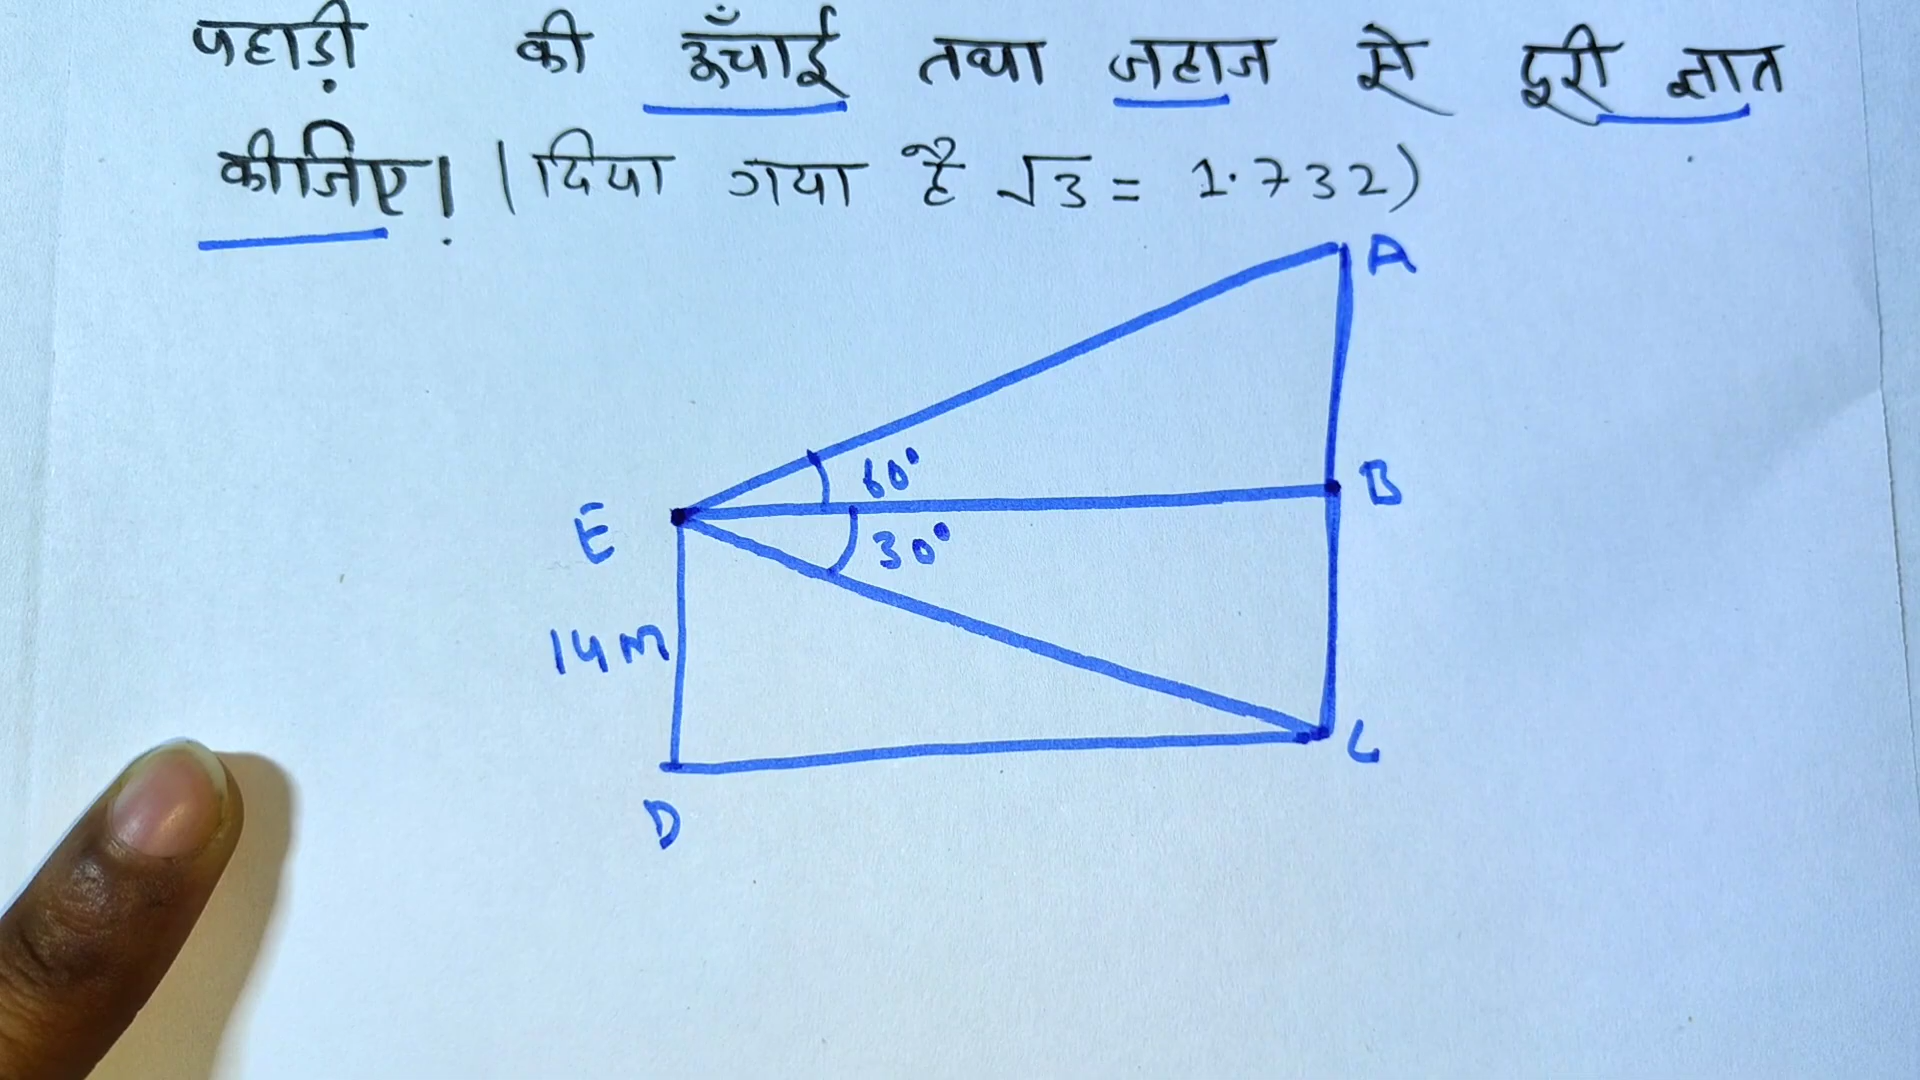 पहाड़ी की ऊँचाई तथा जहाज से दूरी ज्ञात
कीजिए। (दिया गया है √3 = 1.732)
A
60°
B
E
30°
14m
C
D